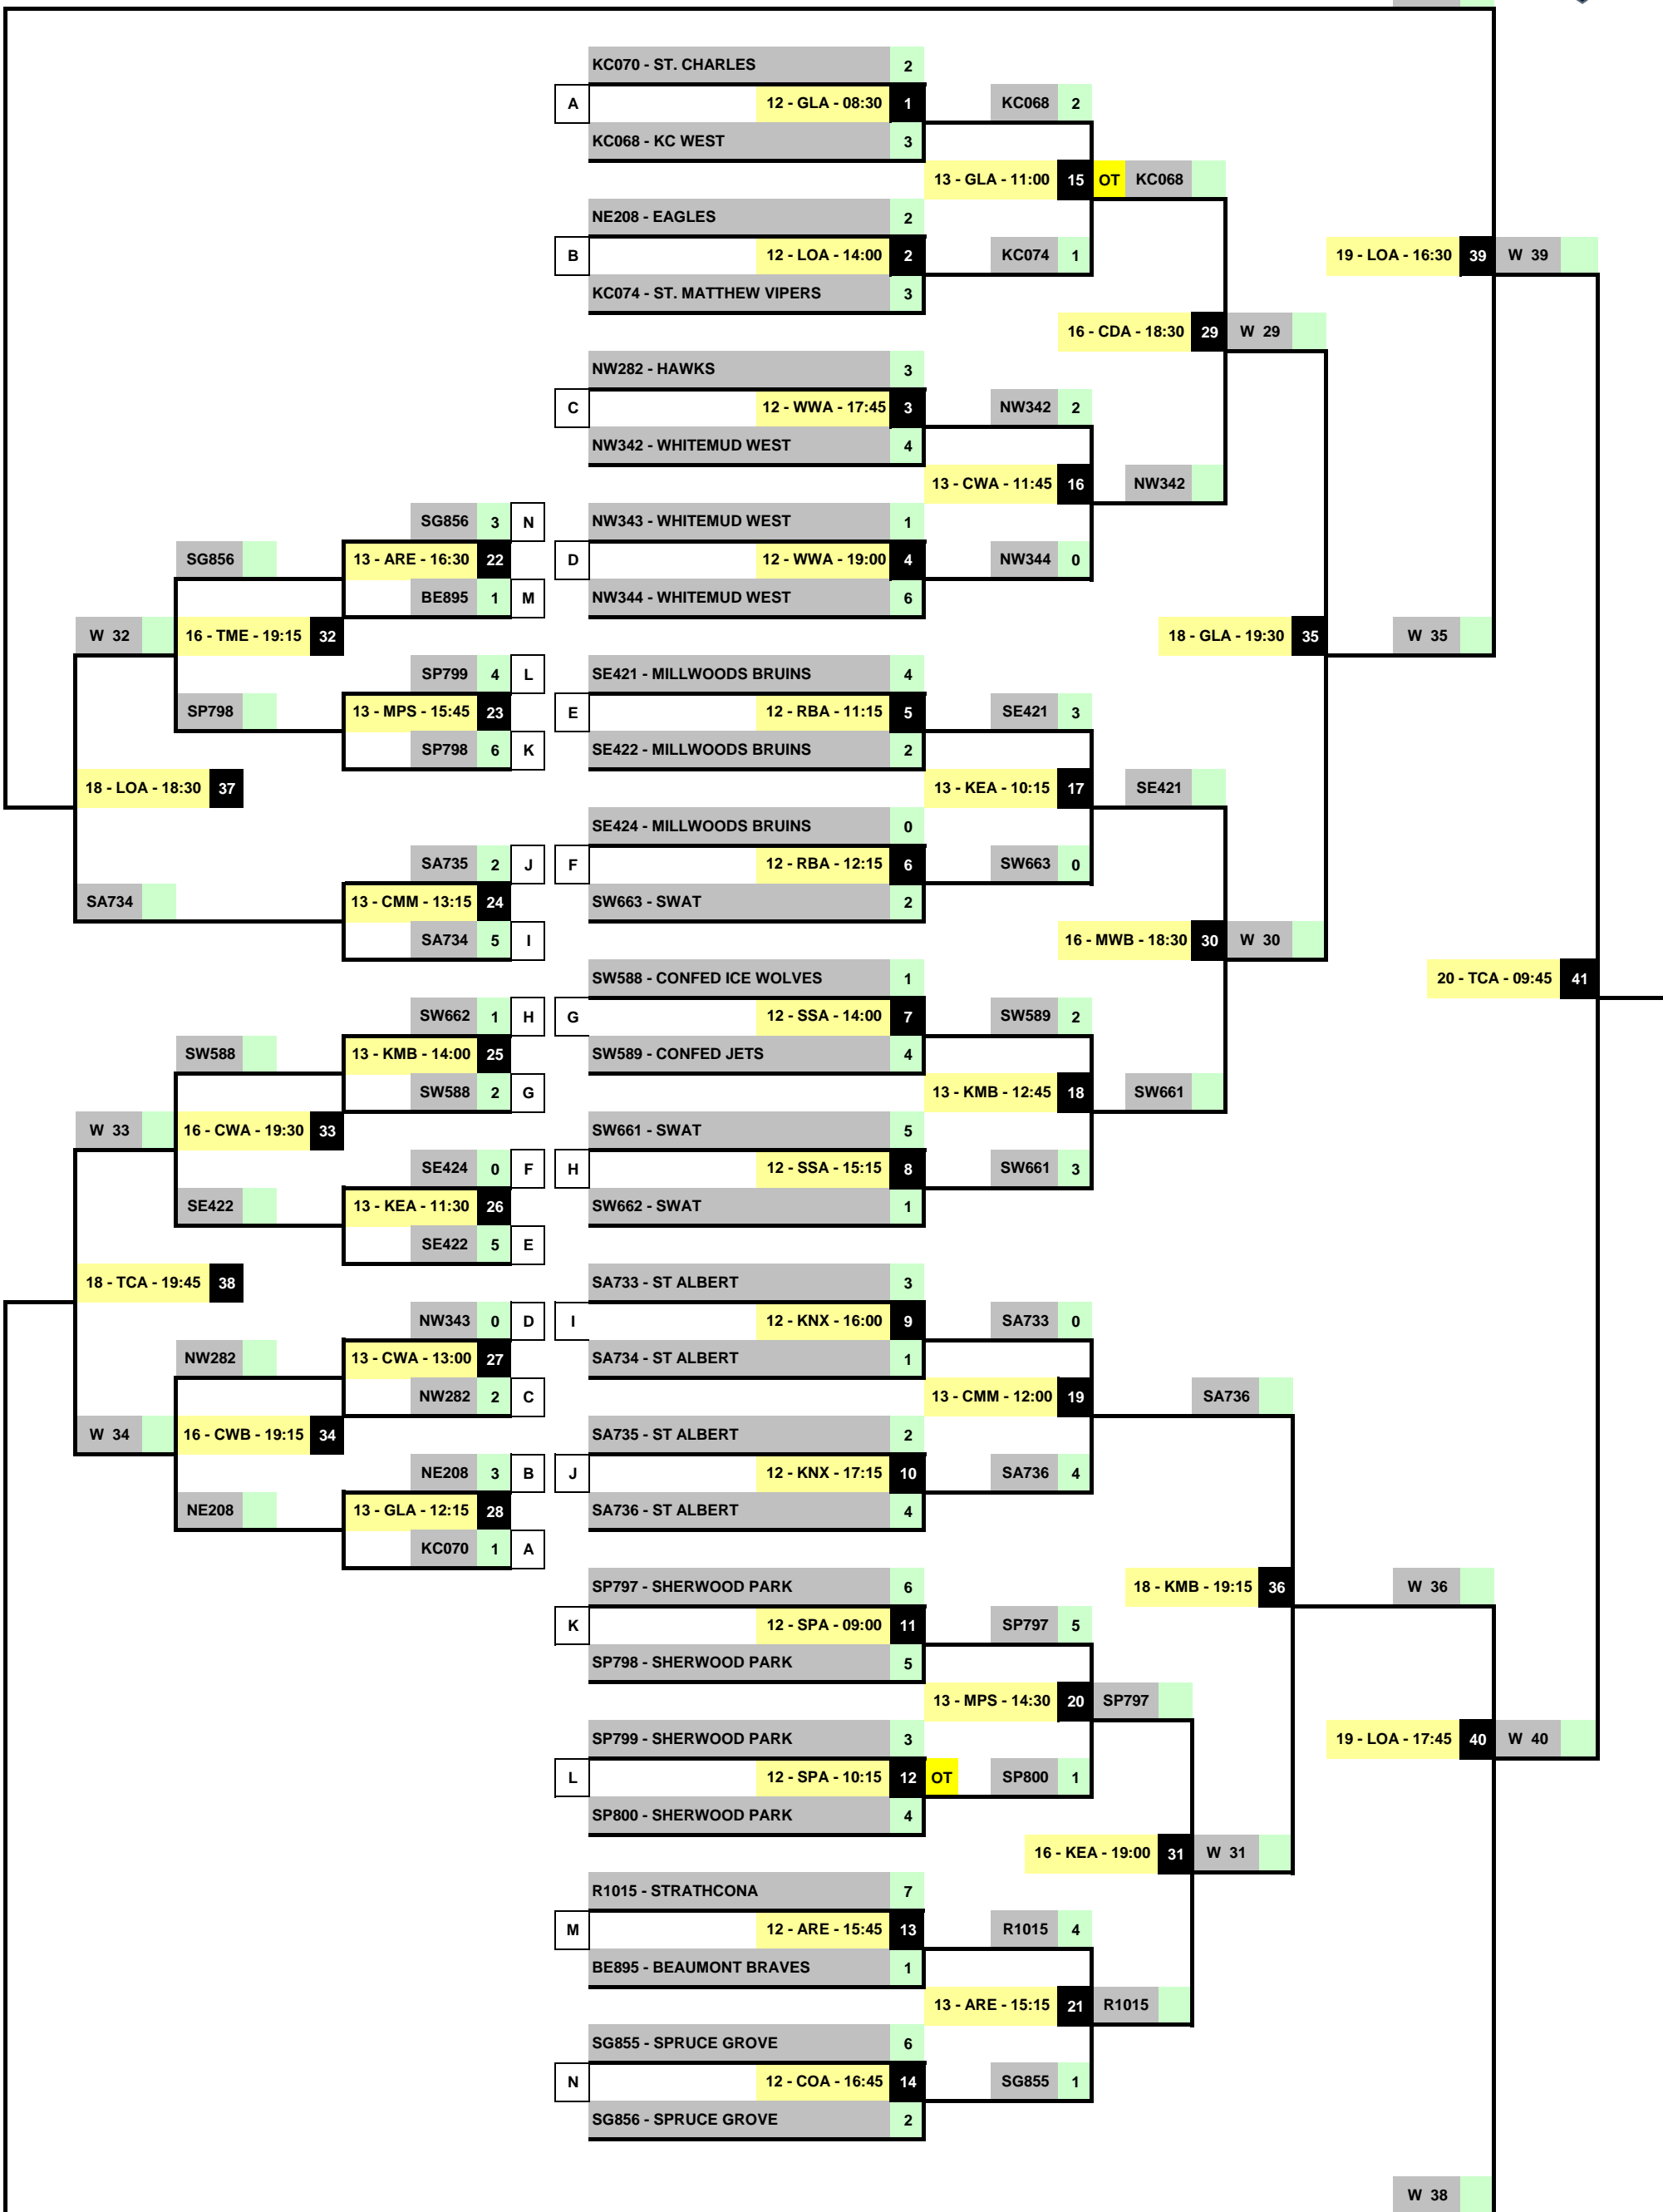 KC070 - ST. CHARLES 2
A 12 - GLA - 08:30 1 KC068 2
KC068 - KC WEST 3
13 - GLA - 11:00 15 OT KC068
NE208 - EAGLES 2
B 12 - LOA - 14:00 2 KC074 1 19 - LOA - 16:30 39 W 39
KC074 - ST. MATTHEW VIPERS 3
16 - CDA - 18:30 29 W 29
NW282 - HAWKS 3
C 12 - WWA - 17:45 3 NW342 2
NW342 - WHITEMUD WEST 4
13 - CWA - 11:45 16 NW342
SG856 3 N NW343 - WHITEMUD WEST 1
SG856 13 - ARE - 16:30 22 D 12 - WWA - 19:00 4 NW344 0
BE895 1 M NW344 - WHITEMUD WEST 6
W 32 16 - TME - 19:15 32 18 - GLA - 19:30 35 W 35
SP799 4 L SE421 - MILLWOODS BRUINS 4
SP798 13 - MPS - 15:45 23 E 12 - RBA - 11:15 5 SE421 3
SP798 6 K SE422 - MILLWOODS BRUINS 2
18 - LOA - 18:30 37 13 - KEA - 10:15 17 SE421
SE424 - MILLWOODS BRUINS 0
SA735 2 J F 12 - RBA - 12:15 6 SW663 0
SA734 13 - CMM - 13:15 24 SW663 - SWAT 2
SA734 5 I 16 - MWB - 18:30 30 W 30
SW588 - CONFED ICE WOLVES 1 20 - TCA - 09:45 41
SW662 1 H G 12 - SSA - 14:00 7 SW589 2
SW588 13 - KMB - 14:00 25 SW589 - CONFED JETS 4
SW588 2 G 13 - KMB - 12:45 18 SW661
W 33 16 - CWA - 19:30 33 SW661 - SWAT 5
SE424 0 F H 12 - SSA - 15:15 8 SW661 3
SE422 13 - KEA - 11:30 26 SW662 - SWAT 1
SE422 5 E
18 - TCA - 19:45 38 SA733 - ST ALBERT 3
NW343 0 D I 12 - KNX - 16:00 9 SA733 0
NW282 13 - CWA - 13:00 27 SA734 - ST ALBERT 1
NW282 2 C 13 - CMM - 12:00 19 SA736
W 34 16 - CWB - 19:15 34 SA735 - ST ALBERT 2
NE208 3 B J 12 - KNX - 17:15 10 SA736 4
NE208 13 - GLA - 12:15 28 SA736 - ST ALBERT 4
KC070 1 A
SP797 - SHERWOOD PARK 6 18 - KMB - 19:15 36 W 36
K 12 - SPA - 09:00 11 SP797 5
SP798 - SHERWOOD PARK 5
13 - MPS - 14:30 20 SP797
SP799 - SHERWOOD PARK 3 19 - LOA - 17:45 40 W 40
L 12 - SPA - 10:15 12 OT SP800 1
SP800 - SHERWOOD PARK 4
16 - KEA - 19:00 31 W 31
R1015 - STRATHCONA 7
M 12 - ARE - 15:45 13 R1015 4
BE895 - BEAUMONT BRAVES 1
13 - ARE - 15:15 21 R1015
SG855 - SPRUCE GROVE 6
N 12 - COA - 16:45 14 SG855 1
SG856 - SPRUCE GROVE 2
W 38